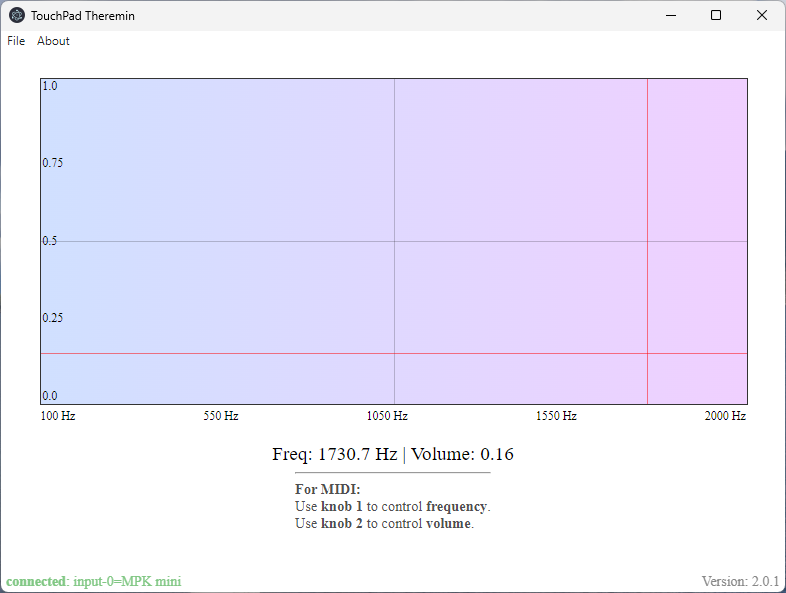 TouchPad Theremin
File About
1.0
0.75
0.5
0.25
0.0
100 Hz 550 Hz 1050 Hz 1550 Hz 2000 Hz
Freq: 1730.7 Hz | Volume: 0.16
For MIDI:
Use knob 1 to control frequency.
Use knob 2 to control volume.
connected: input-0=MPK mini Version: 2.0.1